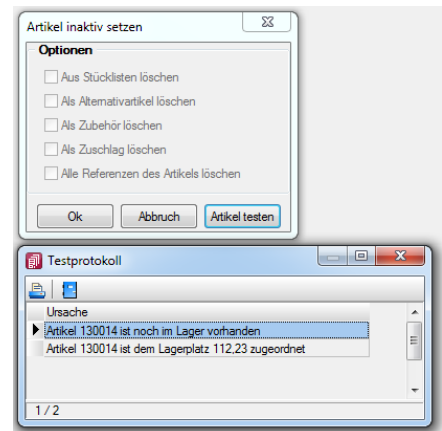 Artikel inaktiv setzen
Optionen
Aus Stücklisten löschen
Als Alternativartikel löschen
Als Zubehör löschen
Als Zuschlag löschen
Alle Referenzen des Artikels löschen
Ok Abbruch Artikel testen
Testprotokoll
Ursache
Artikel 130014 ist noch im Lager vorhanden
Artikel 130014 ist dem Lagerplatz 112,23 zugeordnet
1 / 2